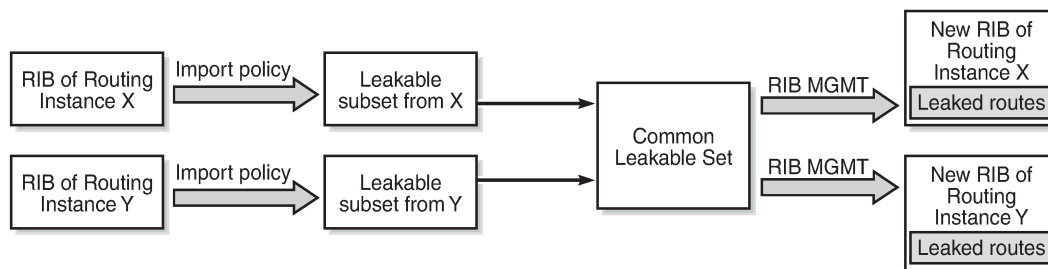 RIB of Routing
Instance X
Import policy
Leakable
subset from X
RIB of Routing
Instance Y
Import policy
Leakable
subset from Y
Common
Leakable Set
RIB MGMT
New RIB of
Routing
Instance X
Leaked routes
RIB MGMT
New RIB of
Routing
Instance Y
Leaked routes